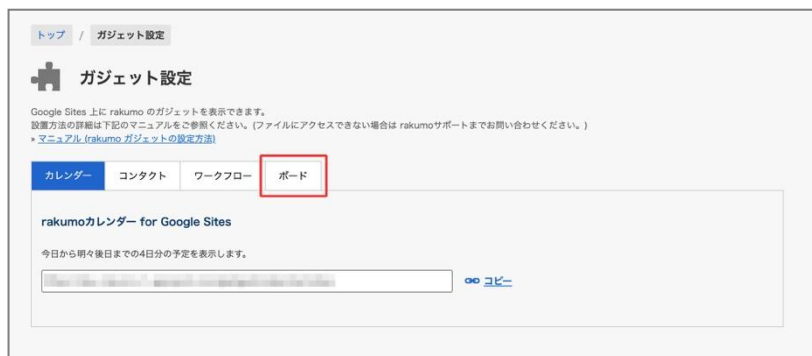 トップ / ガジェット設定
ガジェット設定
Google Sites 上に rakumo のガジェットを表示できます。
設置方法の詳細は下記のマニュアルをご参照ください。(ファイルにアクセスできない場合は rakumoサポートまでお問い合わせください。)
» マニュアル (rakumo ガジェットの設定方法)
カレンダー コンタクト ワークフロー ボード
rakumoカレンダー for Google Sites
今日から明々後日までの4日分の予定を表示します。
コピー